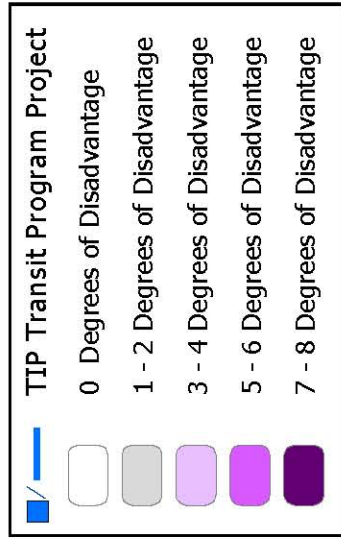 TIP Transit Program Project
0 Degrees of Disadvantage
1 - 2 Degrees of Disadvantage
3 - 4 Degrees of Disadvantage
5 - 6 Degrees of Disadvantage
7 - 8 Degrees of Disadvantage